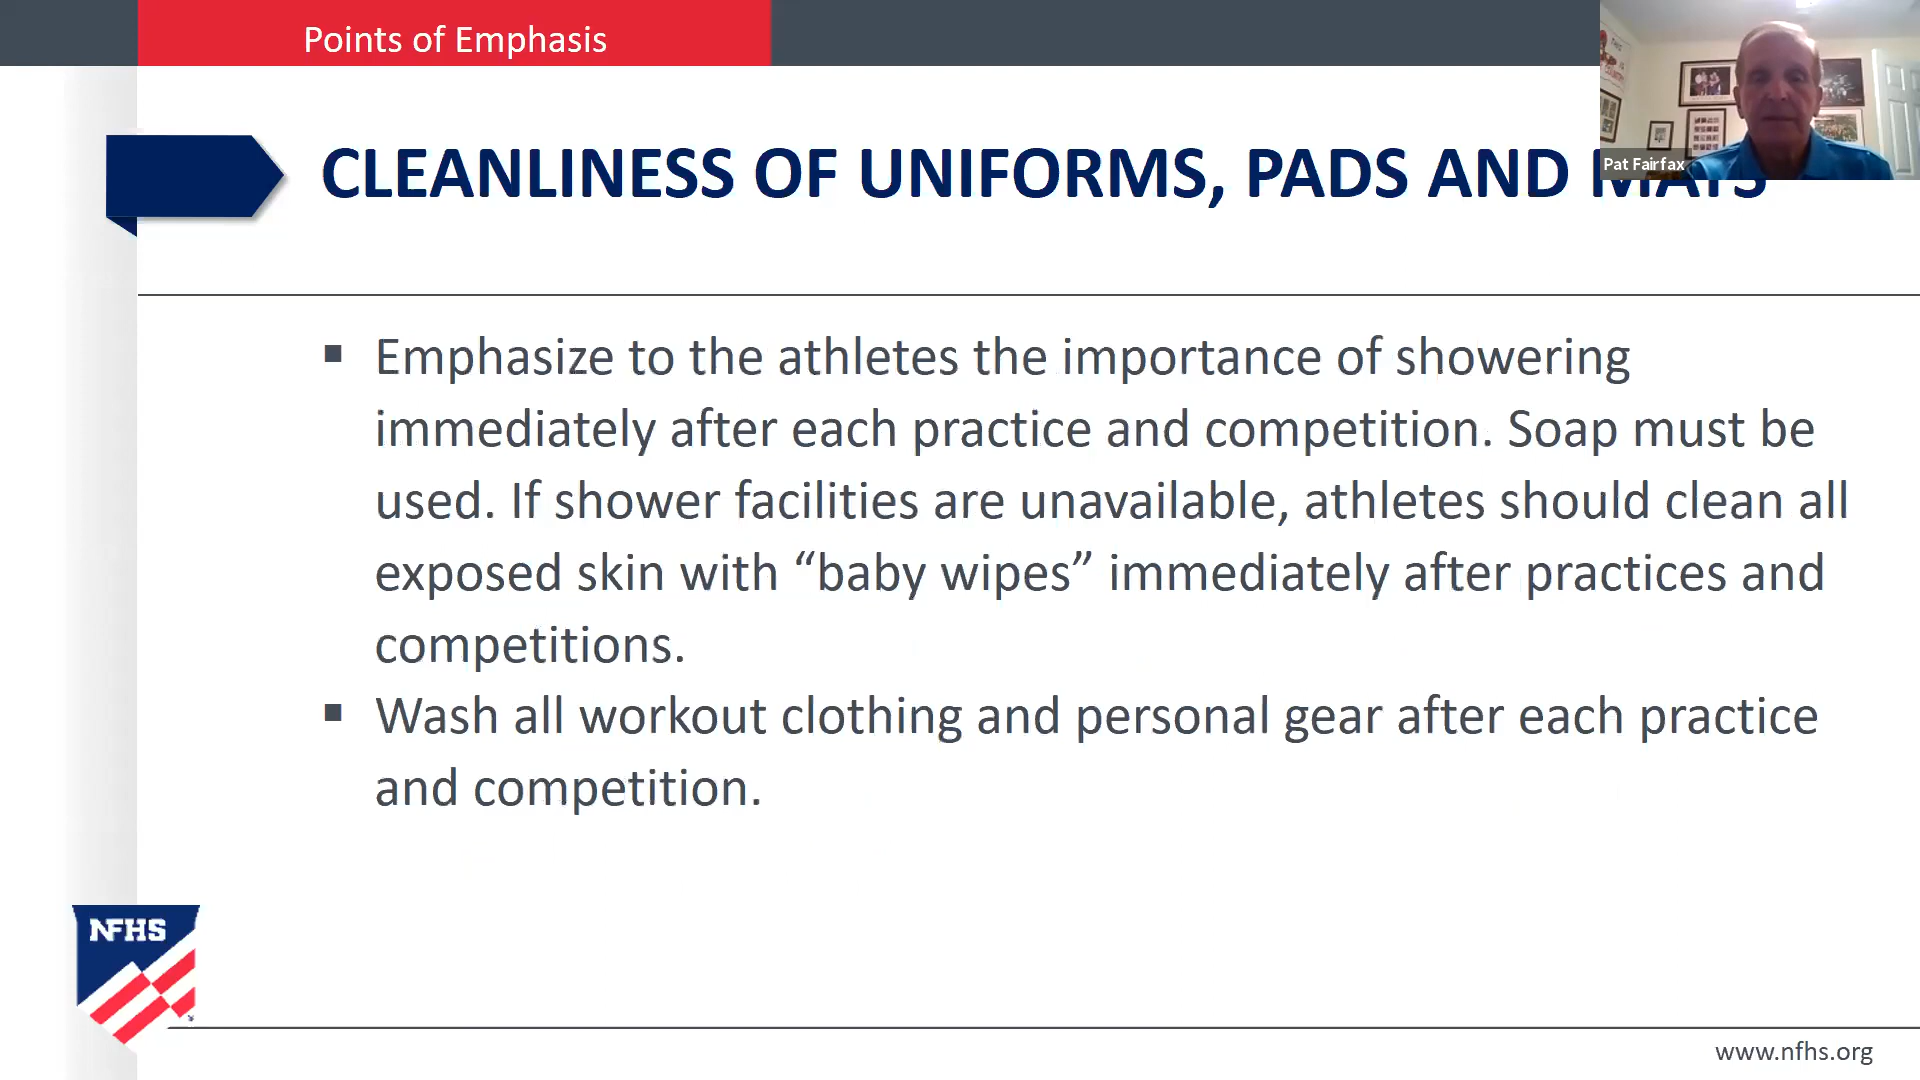 Points of Emphasis
CLEANLINESS OF UNIFORMS, PADS AND MATS
Pat Fairfax
▪ Emphasize to the athletes the importance of showering
immediately after each practice and competition. Soap must be
used. If shower facilities are unavailable, athletes should clean all
exposed skin with “baby wipes” immediately after practices and
competitions.
▪ Wash all workout clothing and personal gear after each practice
and competition.
NFHS
www.nfhs.org